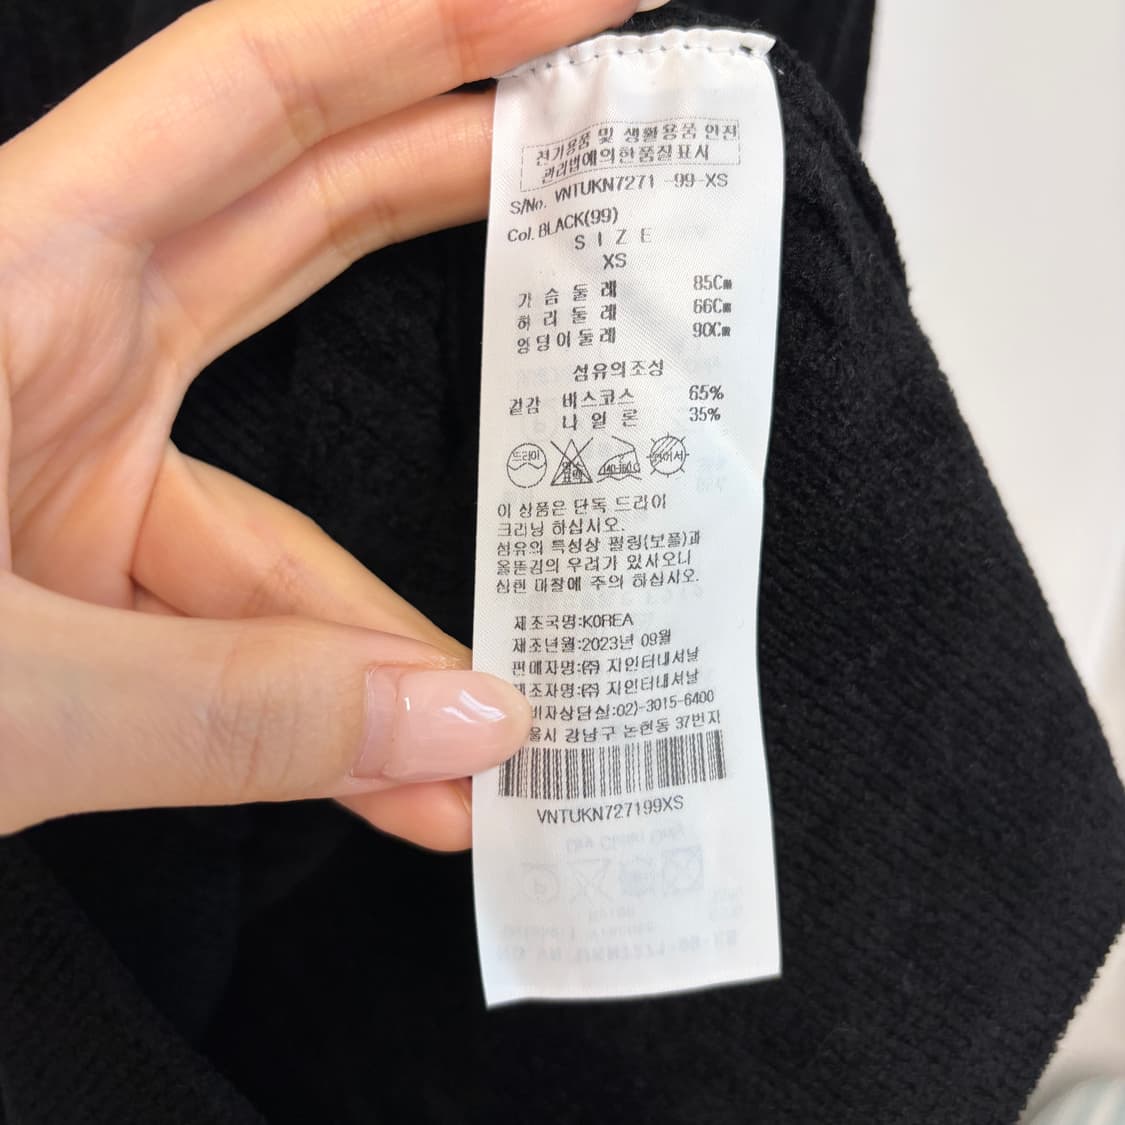 전기용품 및 생활용품 안전
관리법에의한품질표시
S/No. VNTUKN7271 -99-XS
Col. BLACK(99)
SIZE
XS
가슴둘레 85Cm
허리둘레 66Cm
엉덩이둘레 90Cm
섬유의조성
겉감 비스코스 65%
나일론 35%
드라이 염소표백 140-160℃
이 상품은 단독 드라이
크리닝 하십시오.
섬유의 특성상 필링(보풀)과
올뜯김의 우려가 있사오니
심한 마찰에 주의 하십시오.
제조국명:KOREA
제조년월:2023년 09월
판매자명:㈜ 지인터내셔날
제조자명:㈜ 지인터내셔날
비자상담실:02)-3015-6400
울시 강남구 논현동 37번지
VNTUKN727199XS
Dry Clean Only